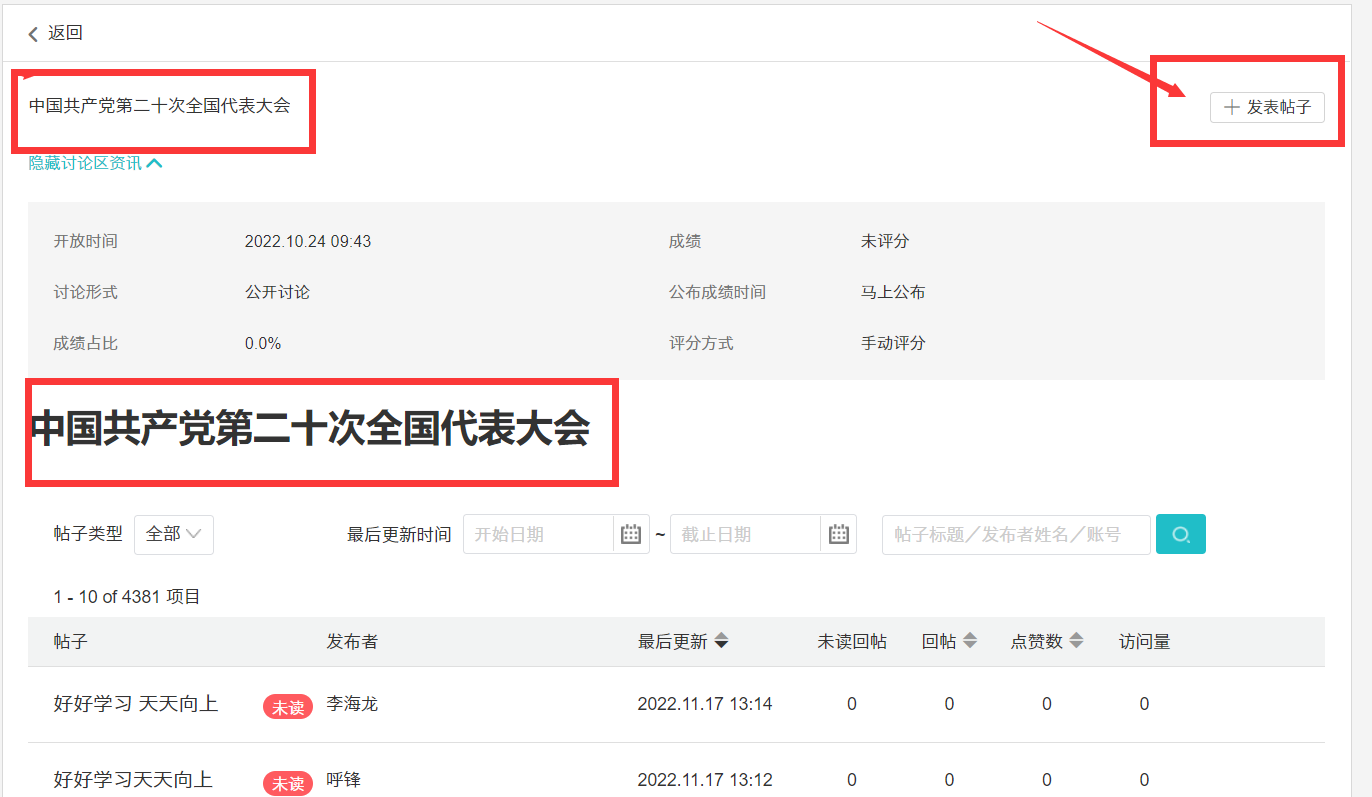 返回
中国共产党第二十次全国代表大会
发表帖子
隐藏讨论区资讯
开放时间 2022.10.24 09:43 成绩 未评分
讨论形式 公开讨论 公布成绩时间 马上公布
成绩占比 0.0% 评分方式 手动评分
中国共产党第二十次全国代表大会
帖子类型 全部 最后更新时间 开始日期 ~ 截止日期 帖子标题／发布者姓名／账号
1 - 10 of 4381 项目
帖子 发布者 最后更新 未读回帖 回帖 点赞数 访问量
好好学习 天天向上 未读 李海龙 2022.11.17 13:14 0 0 0 0
好好学习天天向上 未读 呼锋 2022.11.17 13:12 0 0 0 0